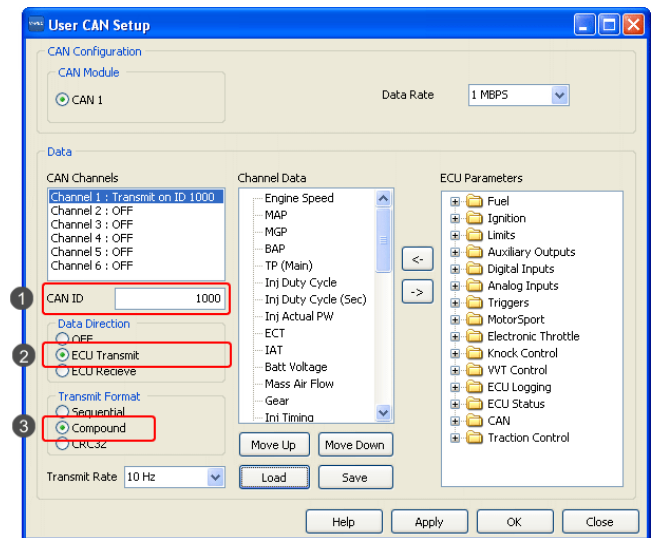 User CAN Setup
CAN Configuration
CAN Module
CAN 1
Data Rate
1 MBPS
Data
CAN Channels
Channel 1 : Transmit on ID 1000
Channel 2 : OFF
Channel 3 : OFF
Channel 4 : OFF
Channel 5 : OFF
Channel 6 : OFF
1
CAN ID
1000
Data Direction
OFF
2
ECU Transmit
ECU Recieve
Transmit Format
Sequential
3
Compound
CRC32
Transmit Rate
10 Hz
Channel Data
Engine Speed
MAP
MGP
BAP
TP (Main)
Inj Duty Cycle
Inj Duty Cycle (Sec)
Inj Actual PW
ECT
IAT
Batt Voltage
Mass Air Flow
Gear
Inj Timing
Move Up
Move Down
Load
Save
<-
->
ECU Parameters
Fuel
Ignition
Limits
Auxiliary Outputs
Digital Inputs
Analog Inputs
Triggers
MotorSport
Electronic Throttle
Knock Control
VVT Control
ECU Logging
ECU Status
CAN
Traction Control
Help
Apply
OK
Close